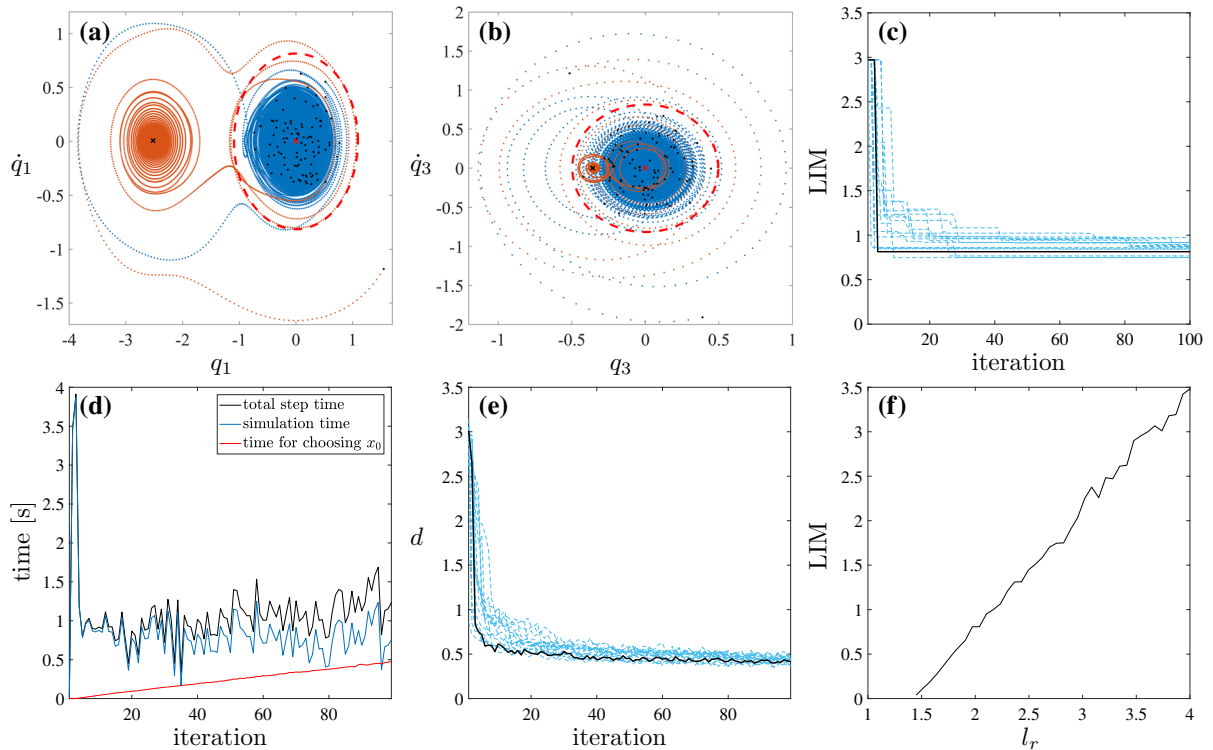 (a)
1
0.5
0
-0.5
-1
-1.5
-4 -3 -2 -1 0 1
q̇1
q1
(b)
2
1.5
1
0.5
0
-0.5
-1
-1.5
-2
-1 -0.5 0 0.5 1
q̇3
q3
(c)
3.5
3
2.5
2
1.5
1
0.5
0
20 40 60 80 100
LIM
iteration
(d)
4
3.5
3
2.5
2
1.5
1
0.5
0
20 40 60 80
time [s]
iteration
total step time
simulation time
time for choosing x0
(e)
3.5
3
2.5
2
1.5
1
0.5
0
20 40 60 80
d
iteration
(f)
3.5
3
2.5
2
1.5
1
0.5
0
1 1.5 2 2.5 3 3.5 4
LIM
lr